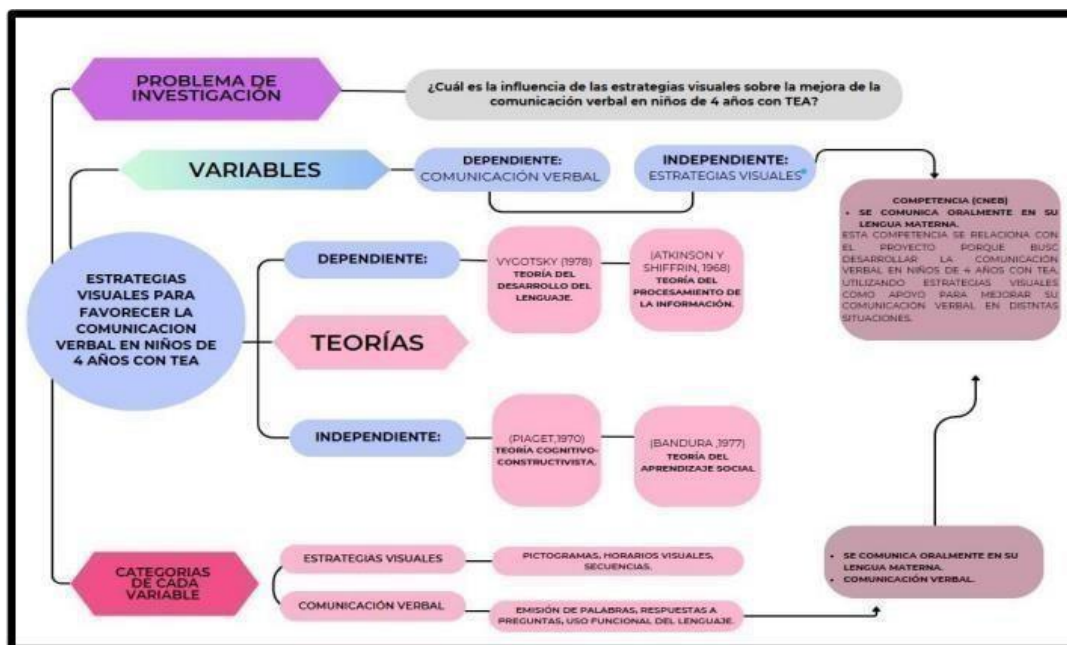 PROBLEMA DE
INVESTIGACIÓN
¿Cuál es la influencia de las estrategias visuales sobre la mejora de la
comunicación verbal en niños de 4 años con TEA?
VARIABLES
DEPENDIENTE:
COMUNICACIÓN VERBAL
INDEPENDIENTE:
ESTRATEGIAS VISUALES
COMPETENCIA (CNEB)
• SE COMUNICA ORALMENTE EN SU
LENGUA MATERNA.
ESTA COMPETENCIA SE RELACIONA CON
EL PROYECTO PORQUE BUSC
DESARROLLAR LA COMUNICACIÓN
VERBAL EN NIÑOS DE 4 AÑOS CON TEA,
UTILIZANDO ESTRATEGIAS VISUALES
COMO APOYO PARA MEJORAR SU
COMUNICACIÓN VERBAL EN DISTNTAS
SITUACIONES.
ESTRATEGIAS
VISUALES PARA
FAVORECER LA
COMUNICACION
VERBAL EN NIÑOS DE
4 AÑOS CON TEA
DEPENDIENTE:
VYGOTSKY (1978)
TEORÍA DEL
DESARROLLO DEL
LENGUAJE.
(ATKINSON Y
SHIFFRIN, 1968)
TEORÍA DEL
PROCESAMIENTO DE
LA INFORMACIÓN.
TEORÍAS
INDEPENDIENTE:
(PIAGET,1970)
TEORÍA COGNITIVO-
CONSTRUCTIVISTA.
(BANDURA ,1977)
TEORÍA DEL
APRENDIZAJE SOCIAL
CATEGORIAS
DE CADA
VARIABLE
ESTRATEGIAS VISUALES
PICTOGRAMAS, HORARIOS VISUALES,
SECUENCIAS.
COMUNICACIÓN VERBAL
EMISIÓN DE PALABRAS, RESPUESTAS A
PREGUNTAS, USO FUNCIONAL DEL LENGUAJE.
• SE COMUNICA ORALMENTE EN SU
LENGUA MATERNA.
• COMUNICACIÓN VERBAL.